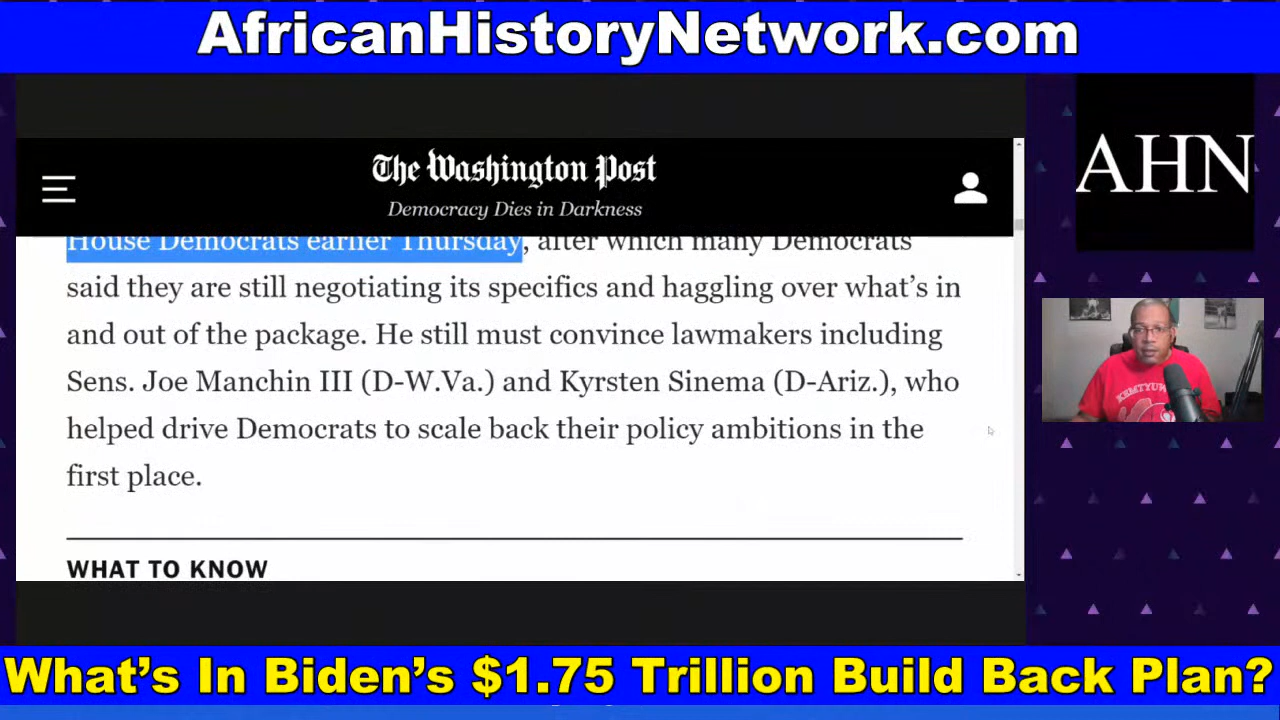 AfricanHistoryNetwork.com
The Washington Post
Democracy Dies in Darkness
AHN
House Democrats earlier Thursday, after which many Democrats
said they are still negotiating its specifics and haggling over what's in
and out of the package. He still must convince lawmakers including
Sens. Joe Manchin III (D-W.Va.) and Kyrsten Sinema (D-Ariz.), who
helped drive Democrats to scale back their policy ambitions in the
first place.
WHAT TO KNOW
What's In Biden's $1.75 Trillion Build Back Plan?